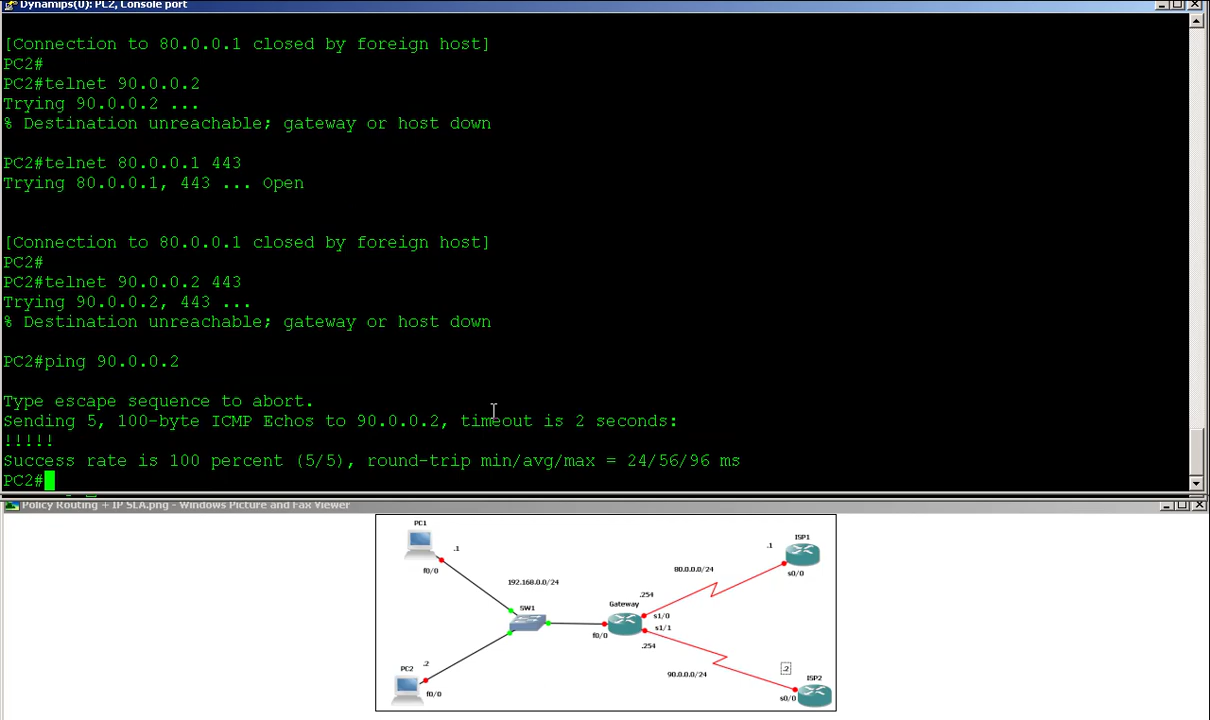 Dynamips(0): PC2, Console port
[Connection to 80.0.0.1 closed by foreign host]
PC2#
PC2#telnet 90.0.0.2
Trying 90.0.0.2 ...
% Destination unreachable; gateway or host down
PC2#telnet 80.0.0.1 443
Trying 80.0.0.1, 443 ... Open
[Connection to 80.0.0.1 closed by foreign host]
PC2#
PC2#telnet 90.0.0.2 443
Trying 90.0.0.2, 443 ...
% Destination unreachable; gateway or host down
PC2#ping 90.0.0.2
Type escape sequence to abort.
Sending 5, 100-byte ICMP Echos to 90.0.0.2, timeout is 2 seconds:
!!!!!
Success rate is 100 percent (5/5), round-trip min/avg/max = 24/56/96 ms
PC2#
Policy Routing + IP SLA.png - Windows Picture and Fax Viewer
PC1
.1
f0/0
192.168.0.0/24
SW1
PC2
.2
f0/0
f0/0
Gateway
.254
s1/0
s1/1
.254
80.0.0.0/24
.1
ISP1
s0/0
90.0.0.0/24
.2
ISP2
s0/0